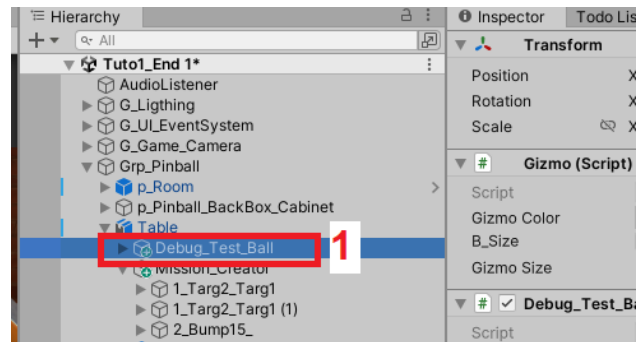 Hierarchy
Inspector
Todo Lis
All
Transform
Tuto1_End 1*
AudioListener
G_Ligthing
G_UI_EventSystem
G_Game_Camera
Grp_Pinball
p_Room
p_Pinball_BackBox_Cabinet
Table
Debug_Test_Ball
1
Mission_Creator
1_Targ2_Targ1
1_Targ2_Targ1 (1)
2_Bump15_
Position X
Rotation X
Scale X
# Gizmo (Script)
Script
Gizmo Color
B_Size
Gizmo Size
# Debug_Test_Ba
Script